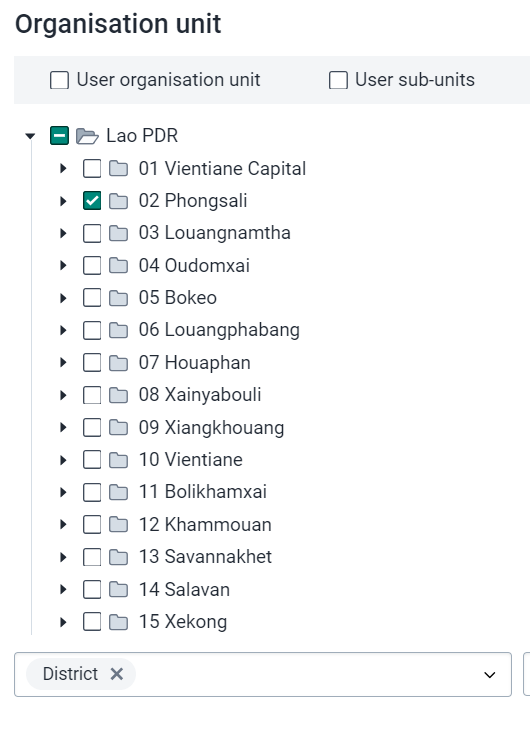 Organisation unit
User organisation unit User sub-units
Lao PDR
01 Vientiane Capital
02 Phongsali
03 Louangnamtha
04 Oudomxai
05 Bokeo
06 Louangphabang
07 Houaphan
08 Xainyabouli
09 Xiangkhouang
10 Vientiane
11 Bolikhamxai
12 Khammouan
13 Savannakhet
14 Salavan
15 Xekong
District